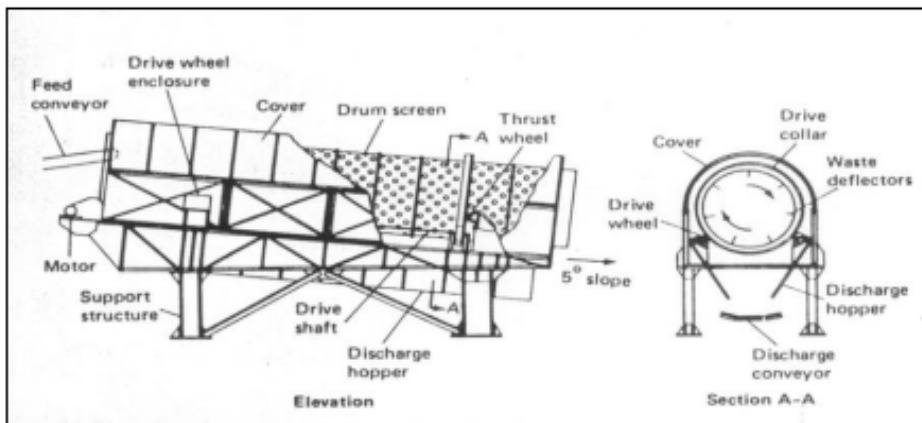 Drive wheel
enclosure
Feed
conveyor
Cover
Drum screen
A
Thrust
wheel
Drive
collar
Cover
Waste
deflectors
Drive
wheel
Motor
5° slope
Support
structure
Drive
shaft
A
Discharge
hopper
Discharge
hopper
Discharge
conveyor
Elevation
Section A-A